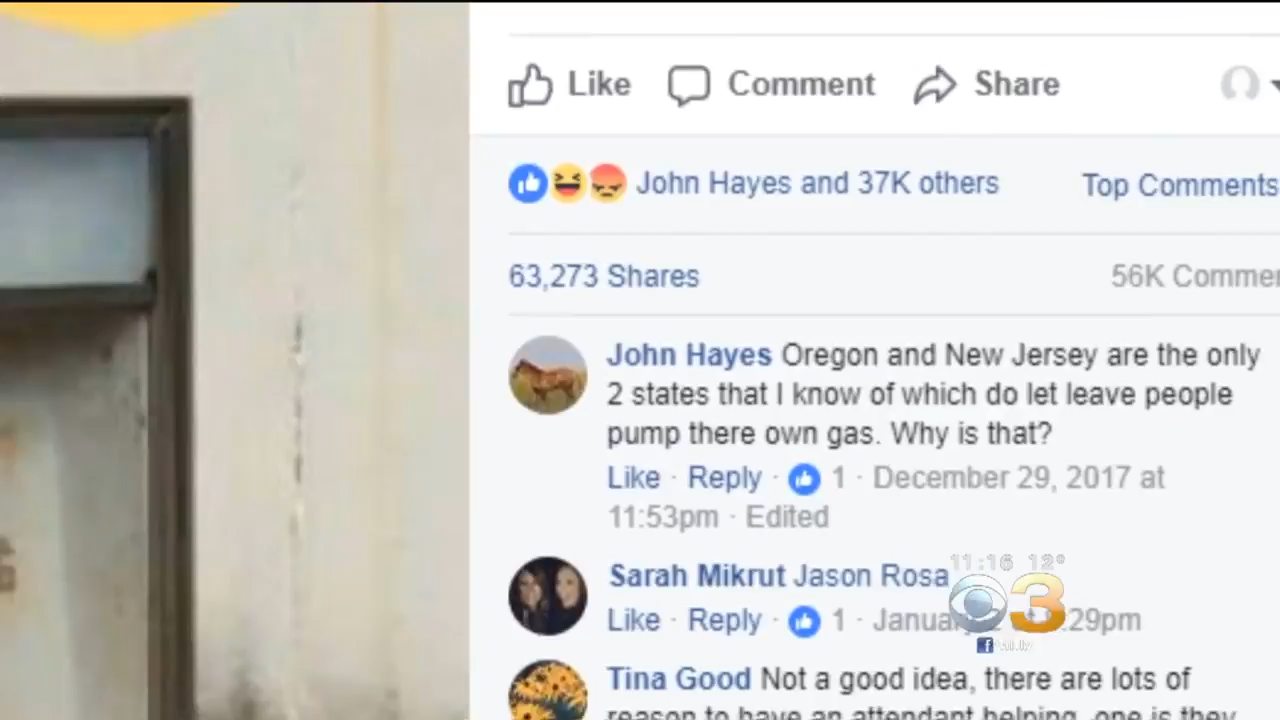 Like Comment Share
John Hayes and 37K others Top Comments
63,273 Shares 56K
John Hayes Oregon and New Jersey are the only
2 states that I know of which do let leave people
pump there own gas. Why is that?
Like · Reply · 1 · December 29, 2017 at
11:53pm · Edited
Sarah Mikrut Jason Rosa
11:16 12°
Like · Reply · 1 · 29pm
3
Tina Good Not a good idea, there are lots of
reason to have an attendant helping, one is they